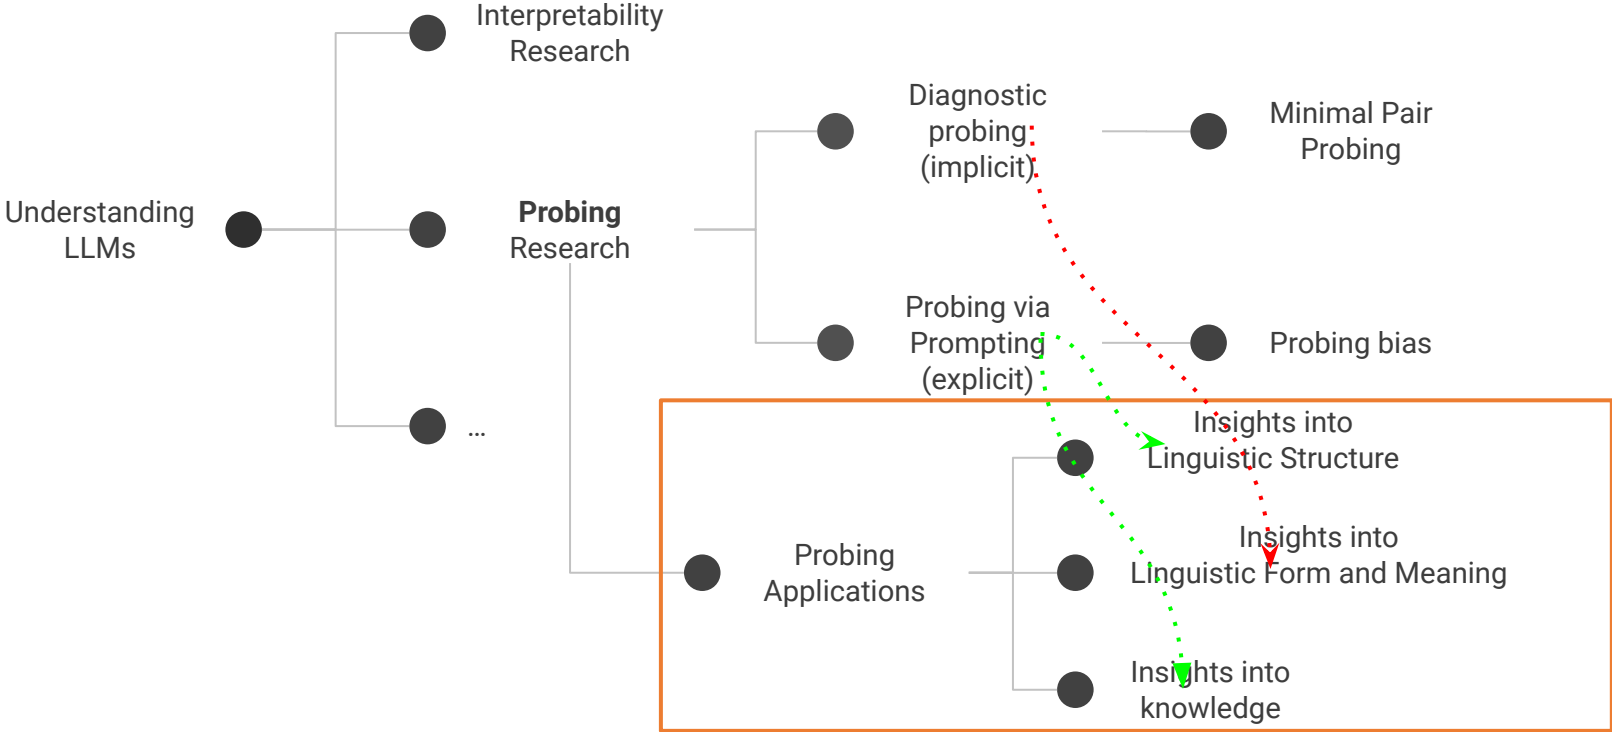 Interpretability
Research
Diagnostic
probing
(implicit)
Minimal Pair
Probing
Understanding
LLMs
Probing
Research
Probing via
Prompting
(explicit)
Probing bias
...
Insights into
Linguistic Structure
Probing
Applications
Insights into
Linguistic Form and Meaning
Insights into
knowledge